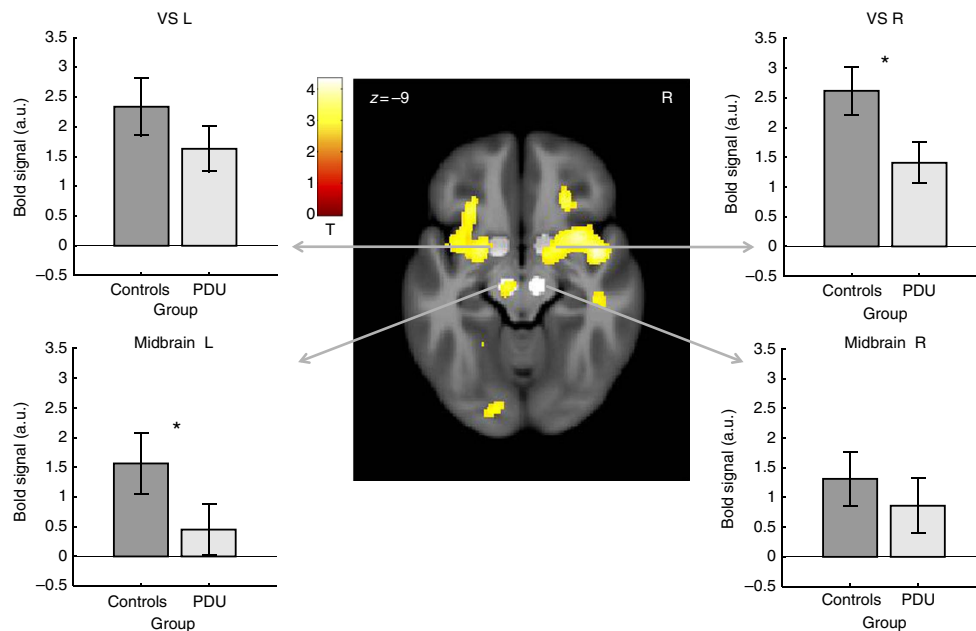 VS L
3.5
3
2.5
2
1.5
1
0.5
0
−0.5
Bold signal (a.u.)
Controls PDU
Group
4
3
2
1
0
T
z=−9
R
VS R
3.5
3
2.5
2
1.5
1
0.5
0
−0.5
Bold signal (a.u.)
*
Controls PDU
Group
Midbrain L
3.5
3
2.5
2
1.5
1
0.5
0
−0.5
Bold signal (a.u.)
*
Controls PDU
Group
Midbrain R
3.5
3
2.5
2
1.5
1
0.5
0
−0.5
Bold signal (a.u.)
Controls PDU
Group